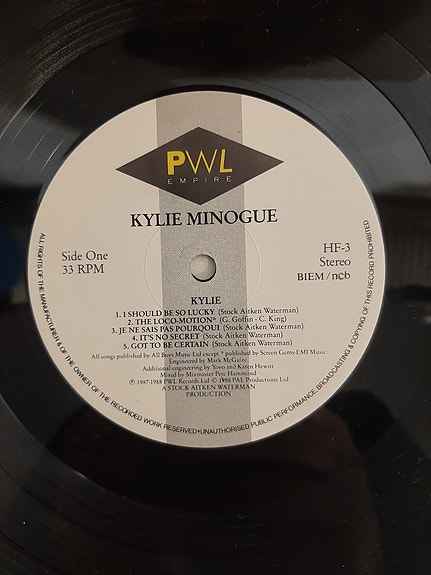 PWL
EMPIRE
KYLIE MINOGUE
Side One
33 RPM
HF-3
Stereo
BIEM/ncb
KYLIE
1. I SHOULD BE SO LUCKY (Stock Aitken Waterman)
2. THE LOCO-MOTION* (G. Goffin - C. King)
3. JE NE SAIS PAS POURQOUI (Stock Aitken Waterman)
4. IT'S NO SECRET (Stock Aitken Waterman)
5. GOT TO BE CERTAIN (Stock Aitken Waterman)
All songs published by All Boys Music Ltd except * published by Screen Gems-EMI Music
Engineered by Mark McGuire
Additional engineering by Yoyo and Karen Hewitt
Mixed by Mixmaster Pete Hammond
℗ 1987-1988 PWL Records Ltd © 1988 PAL Productions Ltd
A STOCK AITKEN WATERMAN
PRODUCTION
ALL RIGHTS OF THE MANUFACTURER & OF THE OWNER OF THE RECORDED WORK RESERVED•UNAUTHORISED PUBLIC PERFORMANCE, BROADCASTING & COPYING OF THIS RECORD PROHIBITED